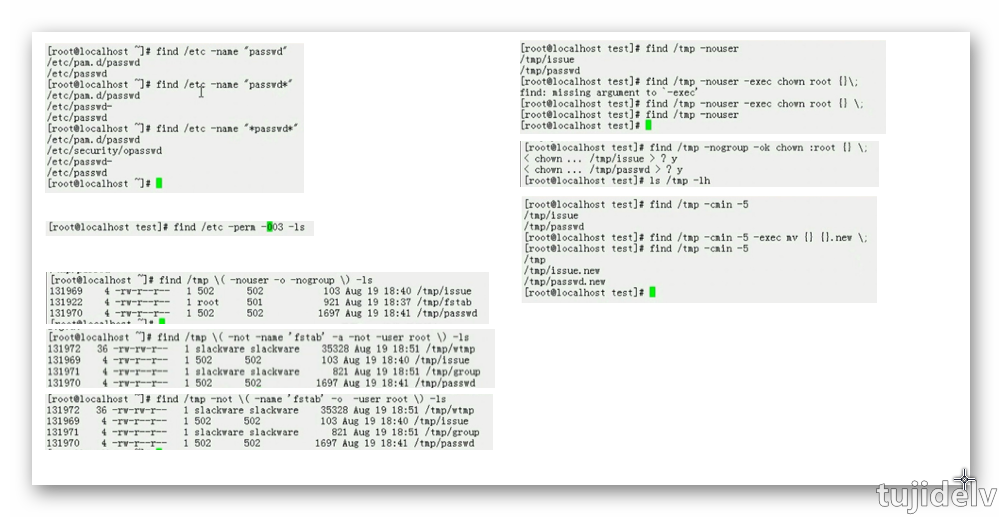 [root@localhost ~]# find /etc -name "passwd"
/etc/pam.d/passwd
/etc/passwd
[root@localhost ~]# find /etc -name "passwd*"
/etc/pam.d/passwd
/etc/passwd-
/etc/passwd
[root@localhost ~]# find /etc -name "*passwd*"
/etc/pam.d/passwd
/etc/security/opasswd
/etc/passwd-
/etc/passwd
[root@localhost ~]#
[root@localhost test]# find /etc -perm -003 -ls
[root@localhost ~]# find /tmp \( -nouser -o -nogroup \) -ls
131969 4 -rw-r--r-- 1 502 502 103 Aug 19 18:40 /tmp/issue
131922 4 -rw-r--r-- 1 root 501 921 Aug 19 18:37 /tmp/fstab
131970 4 -rw-r--r-- 1 502 502 1697 Aug 19 18:41 /tmp/passwd
[root@localhost ~]#
[root@localhost ~]# find /tmp \( -not -name 'fstab' -a -not -user root \) -ls
131972 36 -rw-rw-r-- 1 slackware slackware 35328 Aug 19 18:51 /tmp/wtmp
131969 4 -rw-r--r-- 1 502 502 103 Aug 19 18:40 /tmp/issue
131971 4 -rw-r--r-- 1 slackware slackware 821 Aug 19 18:51 /tmp/group
131970 4 -rw-r--r-- 1 502 502 1697 Aug 19 18:41 /tmp/passwd
[root@localhost ~]# find /tmp -not \( -name 'fstab' -o -user root \) -ls
131972 36 -rw-rw-r-- 1 slackware slackware 35328 Aug 19 18:51 /tmp/wtmp
131969 4 -rw-r--r-- 1 502 502 103 Aug 19 18:40 /tmp/issue
131971 4 -rw-r--r-- 1 slackware slackware 821 Aug 19 18:51 /tmp/group
131970 4 -rw-r--r-- 1 502 502 1697 Aug 19 18:41 /tmp/passwd
[root@localhost test]# find /tmp -nouser
/tmp/issue
/tmp/passwd
[root@localhost test]# find /tmp -nouser -exec chown root {}\;
find: missing argument to `-exec'
[root@localhost test]# find /tmp -nouser -exec chown root {} \;
[root@localhost test]# find /tmp -nouser
[root@localhost test]#
[root@localhost test]# find /tmp -nogroup -ok chown :root {} \;
< chown ... /tmp/issue > ? y
< chown ... /tmp/passwd > ? y
[root@localhost test]# ls /tmp -lh
[root@localhost test]# find /tmp -cmin -5
/tmp/issue
/tmp/passwd
[root@localhost test]# find /tmp -cmin -5 -exec mv {} {}.new \;
[root@localhost test]# find /tmp -cmin -5
/tmp
/tmp/issue.new
/tmp/passwd.new
[root@localhost test]#
tujidelv